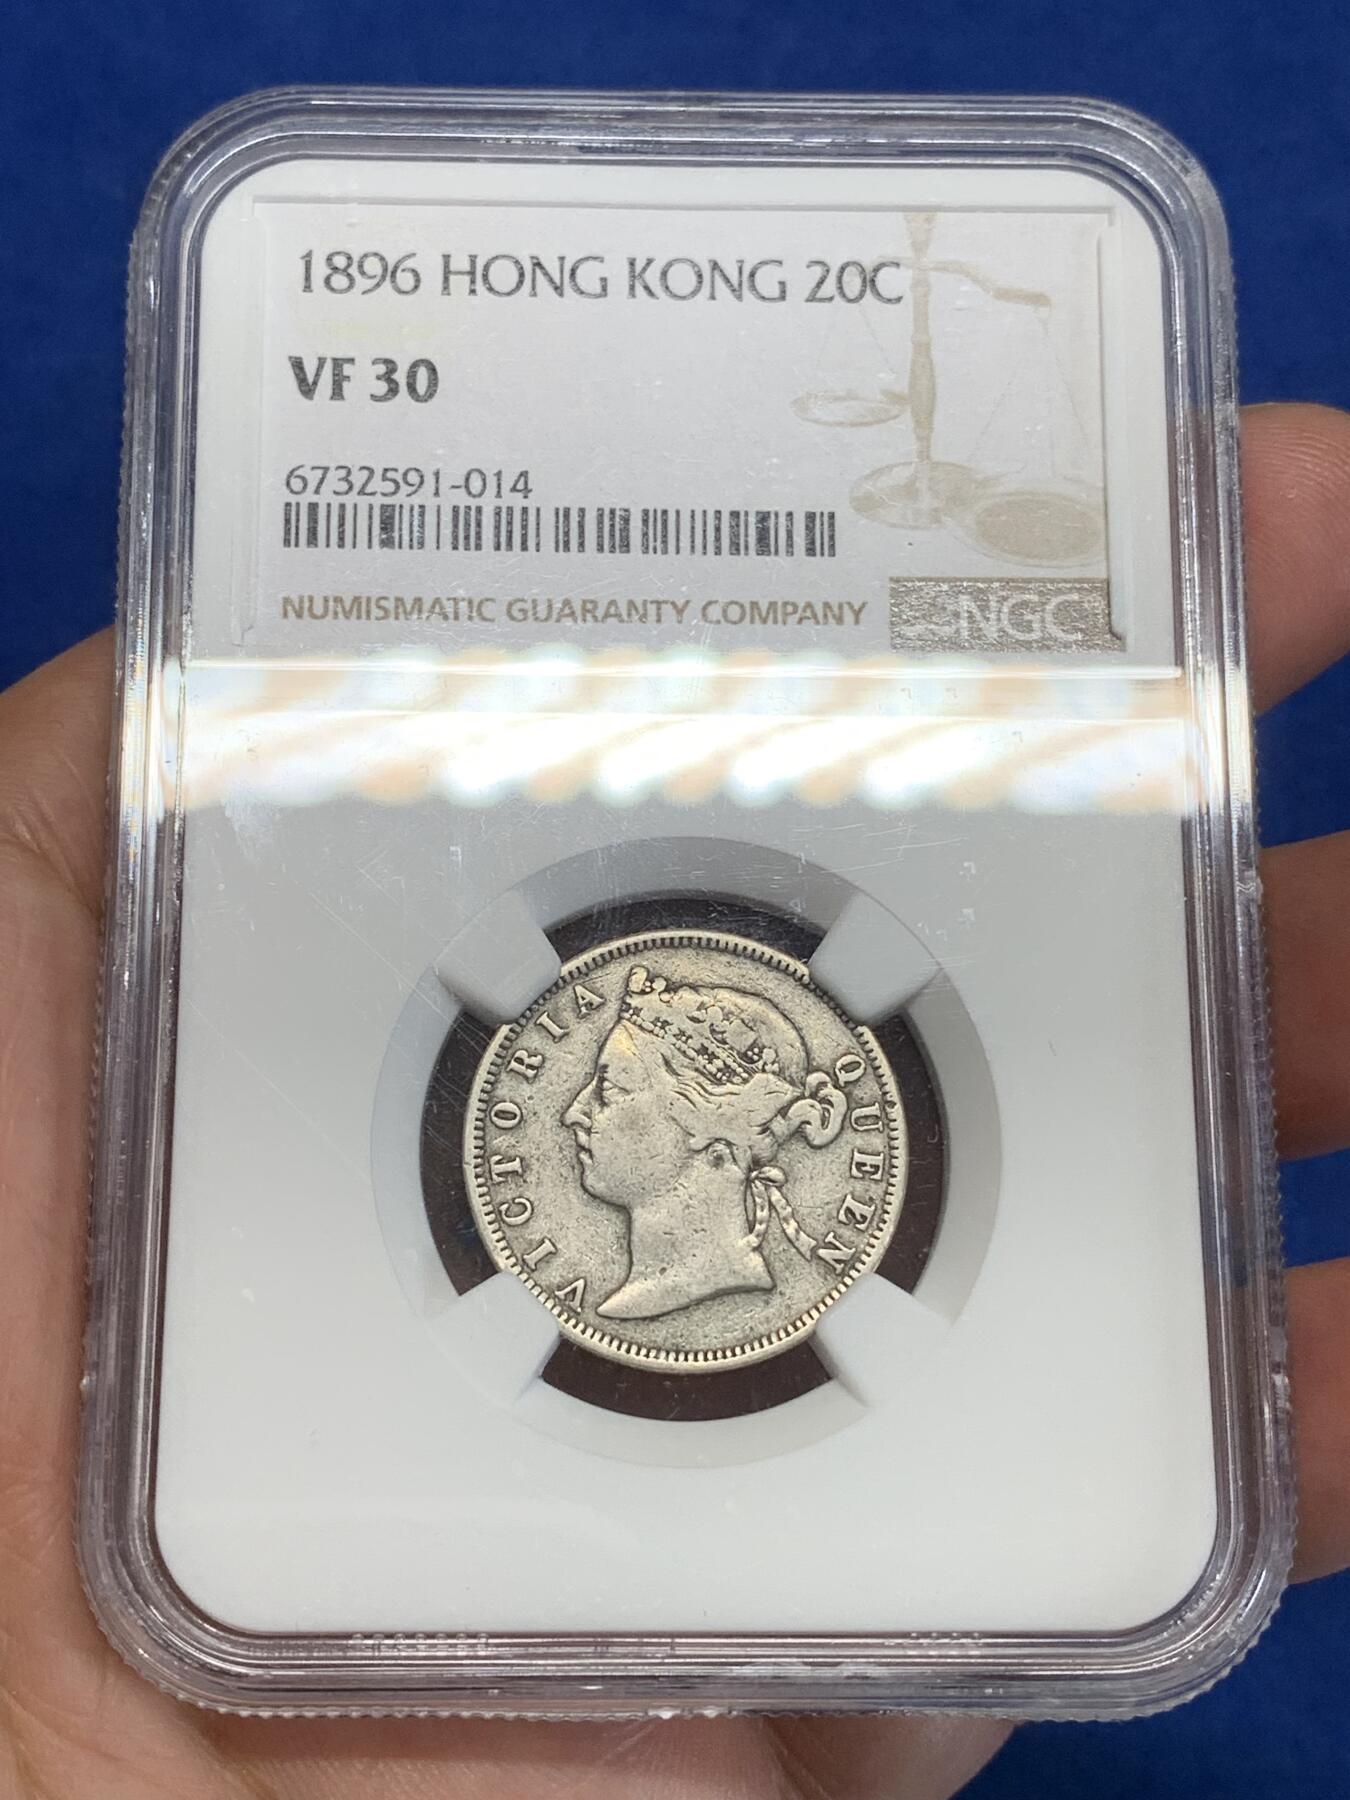 1896 HONG KONG 20C
VF 30
6732591-014
NUMISMATIC GUARANTY COMPANY
NGC
VICTORIA QUEEN